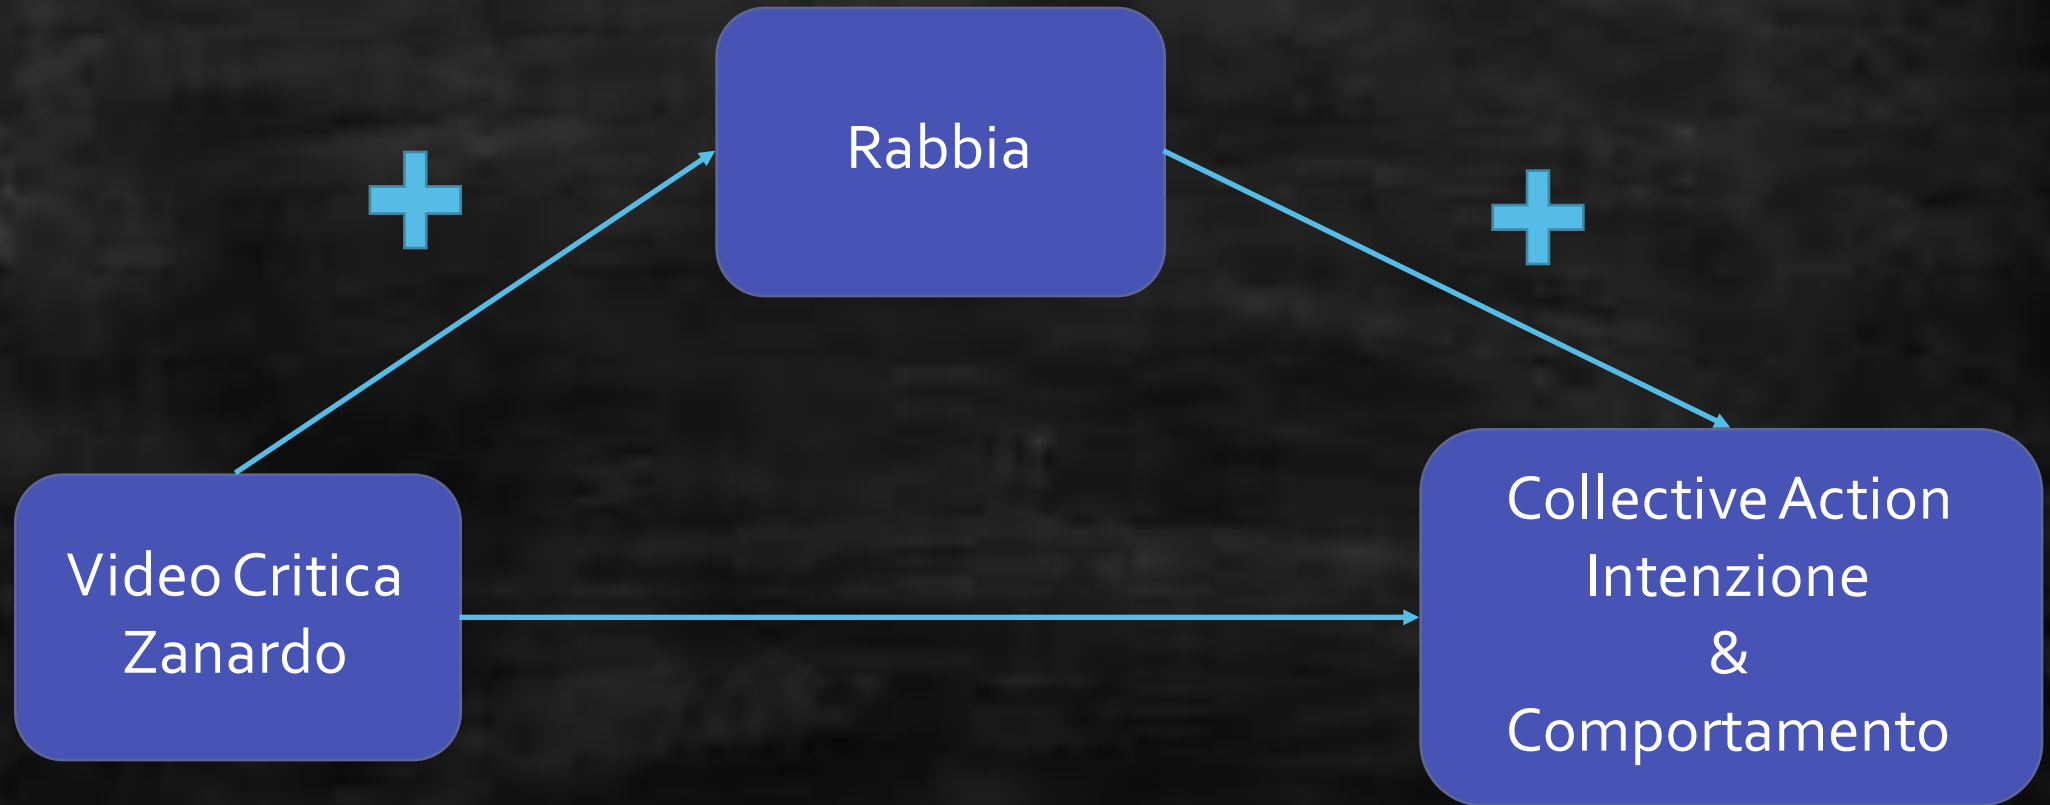 Rabbia
Video Critica
Zanardo
Collective Action
Intenzione
&
Comportamento